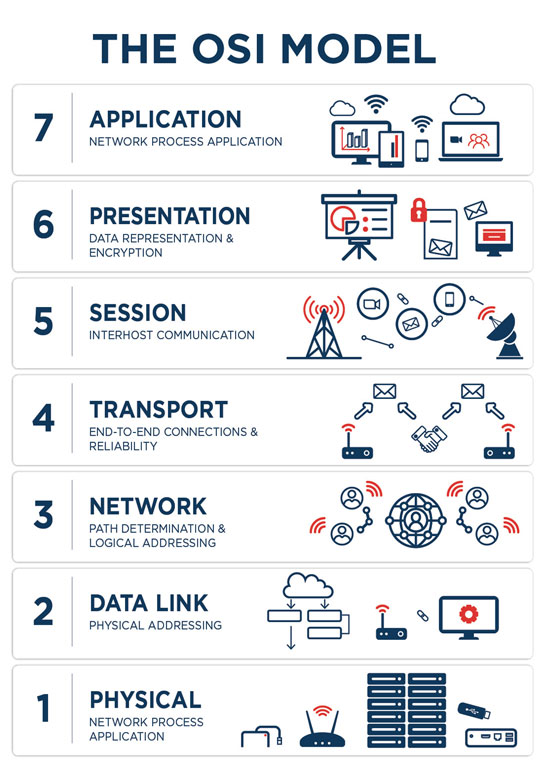 THE OSI MODEL
7
APPLICATION
NETWORK PROCESS APPLICATION
6
PRESENTATION
DATA REPRESENTATION &
ENCRYPTION
5
SESSION
INTERHOST COMMUNICATION
4
TRANSPORT
END-TO-END CONNECTIONS &
RELIABILITY
3
NETWORK
PATH DETERMINATION &
LOGICAL ADDRESSING
2
DATA LINK
PHYSICAL ADDRESSING
1
PHYSICAL
NETWORK PROCESS
APPLICATION